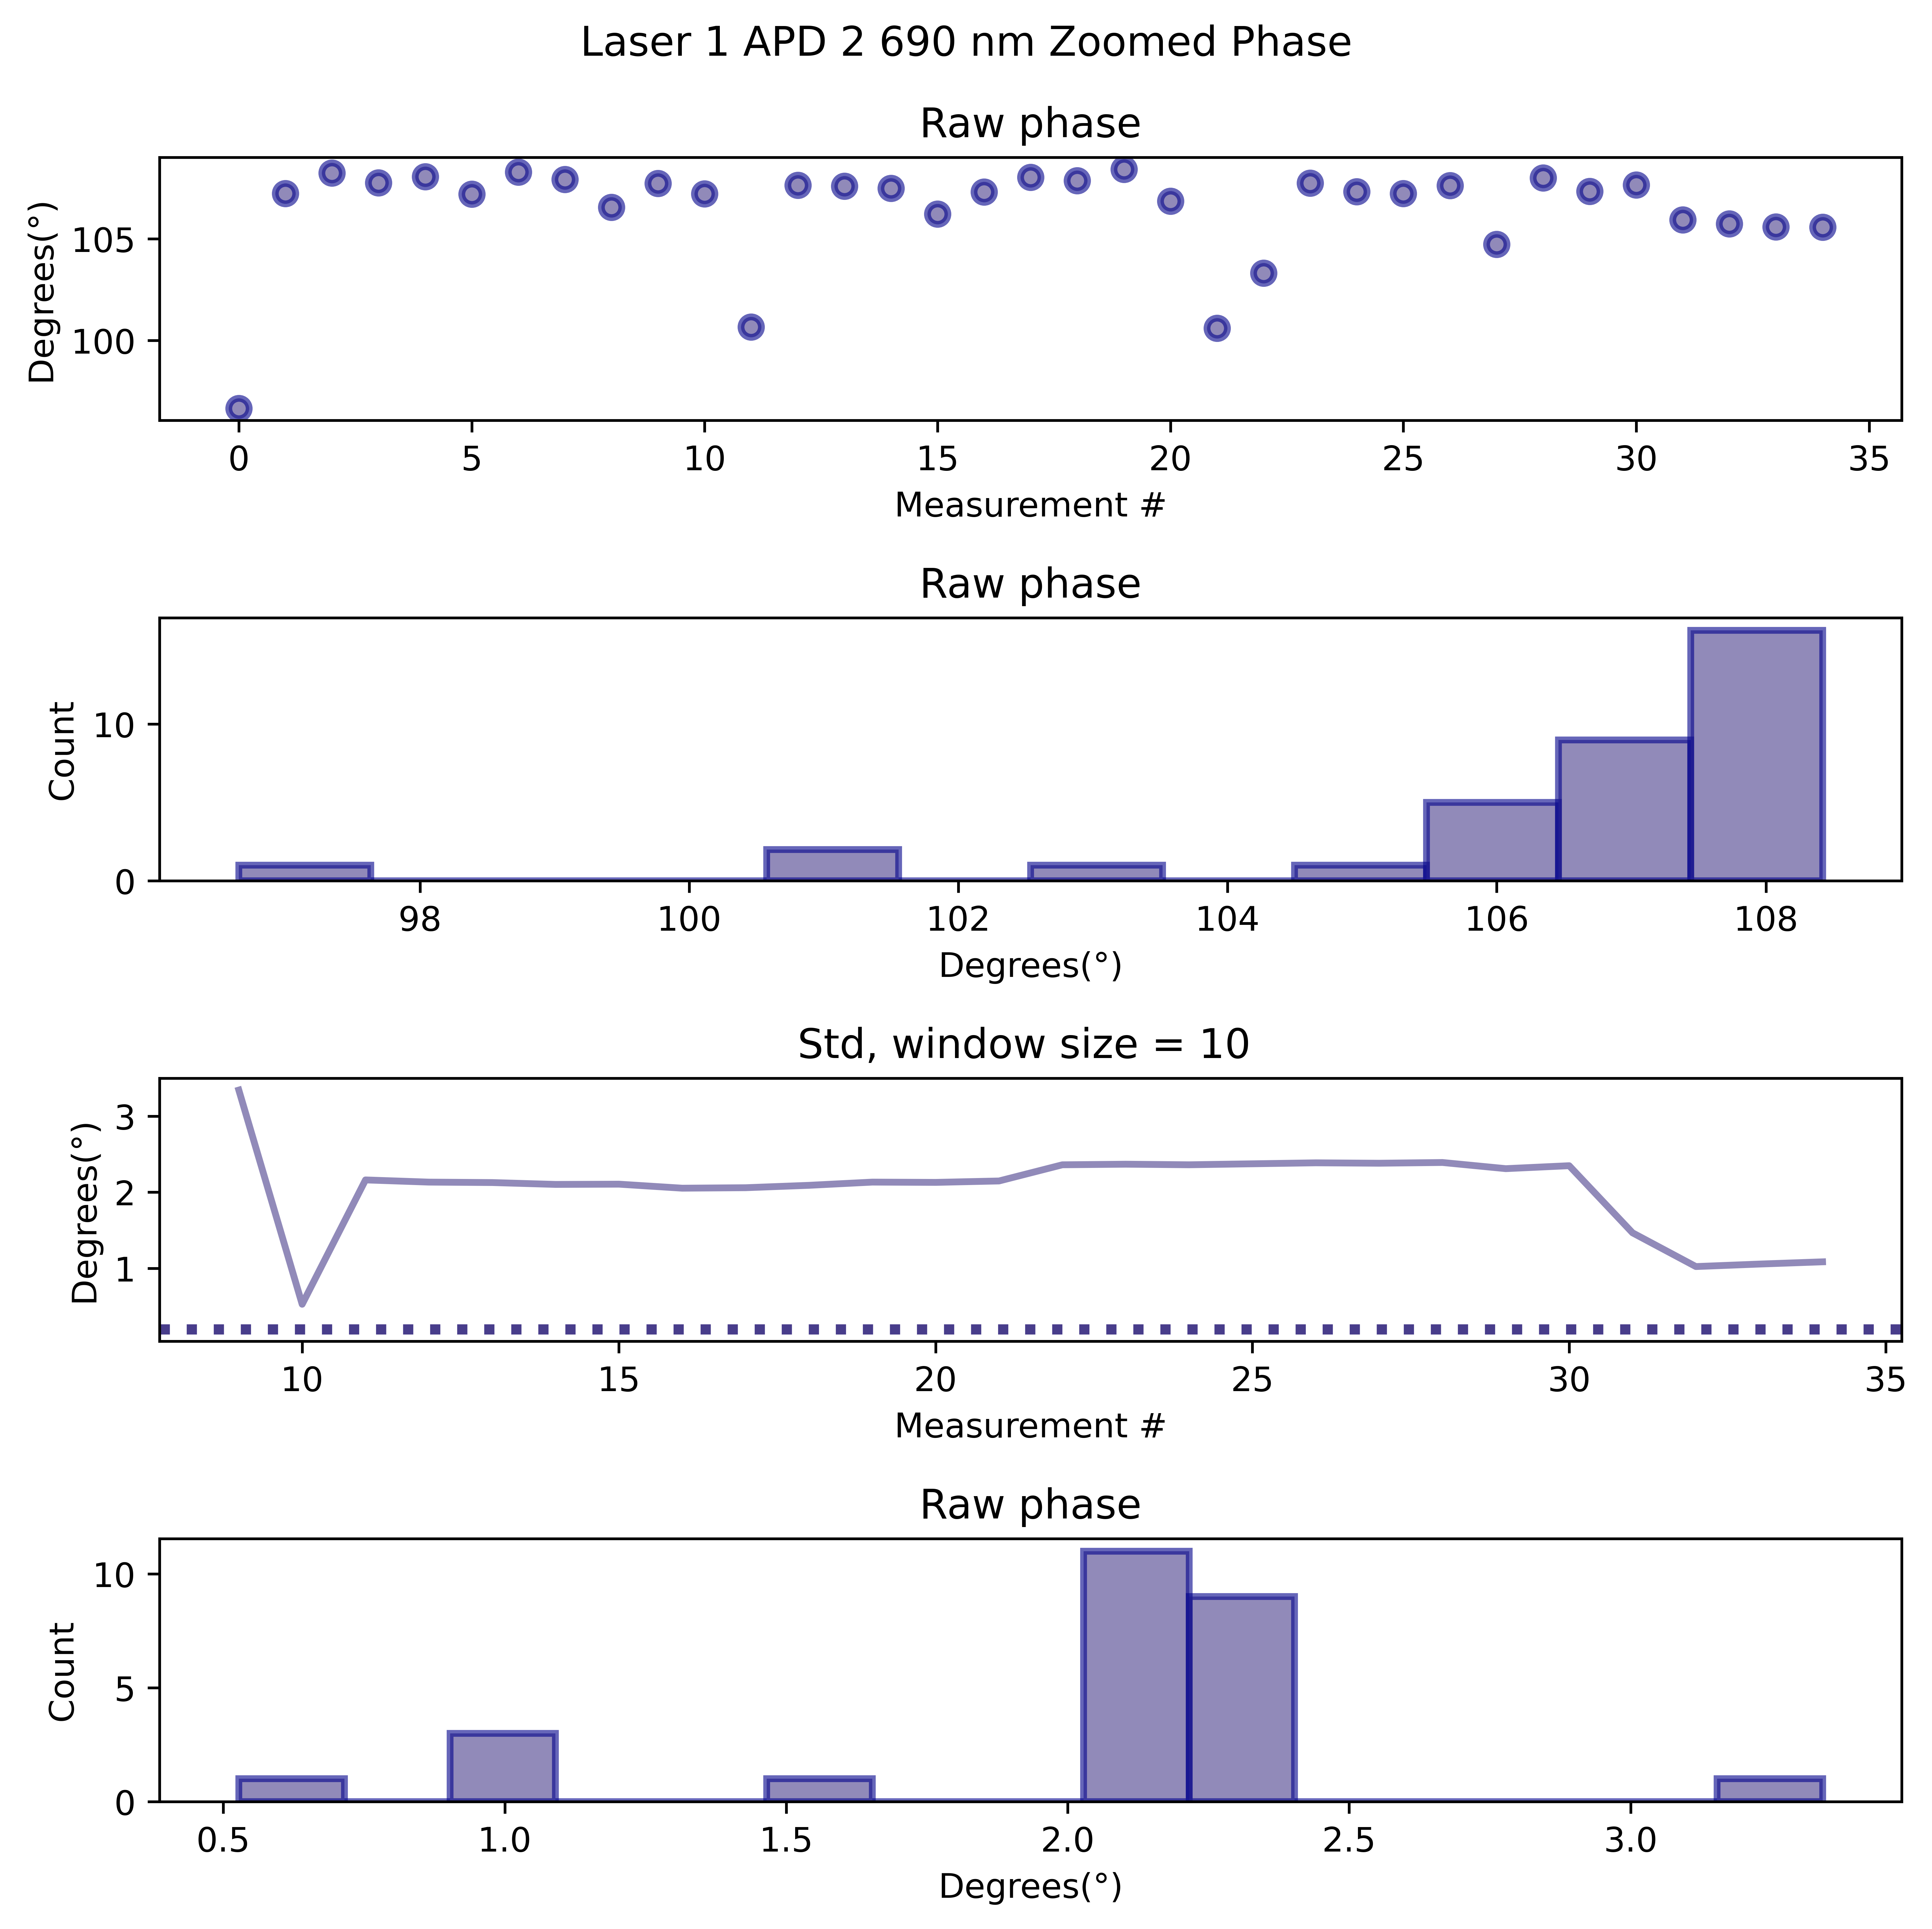 Laser 1 APD 2 690 nm Zoomed Phase
Raw phase
Degrees(°)
105
100
0 5 10 15 20 25 30 35
Measurement #
Raw phase
Count
10
0
98 100 102 104 106 108
Degrees(°)
Std, window size = 10
Degrees(°)
3
2
1
10 15 20 25 30 35
Measurement #
Raw phase
Count
10
5
0
0.5 1.0 1.5 2.0 2.5 3.0
Degrees(°)